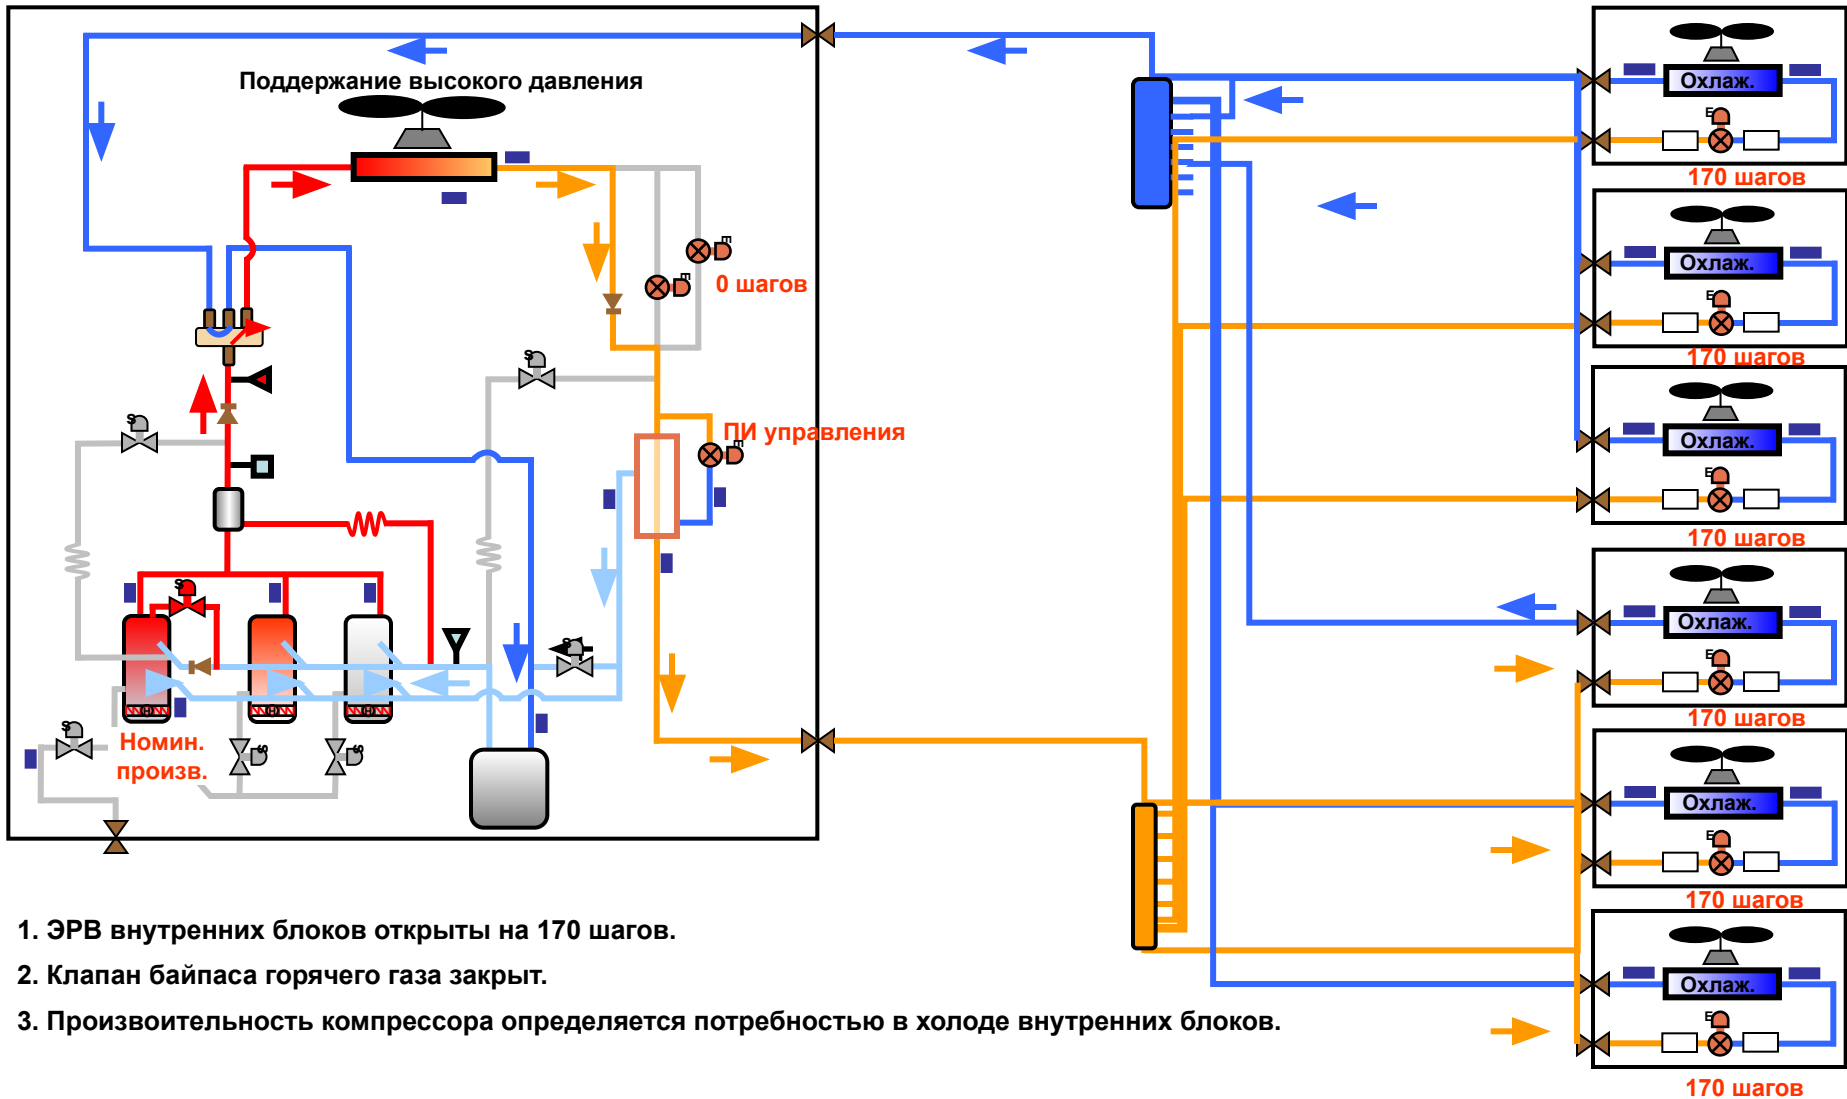 Поддержание высокого давления
0 шагов
ПИ управления
Номин.
произв.
Охлаж.
170 шагов
Охлаж.
170 шагов
Охлаж.
170 шагов
Охлаж.
170 шагов
Охлаж.
170 шагов
Охлаж.
170 шагов
E
E
E
E
E
E
E
E
E
S
S
S
S
S
S
S
1. ЭРВ внутренних блоков открыты на 170 шагов.
2. Клапан байпаса горячего газа закрыт.
3. Произвоительность компрессора определяется потребностью в холоде внутренних блоков.